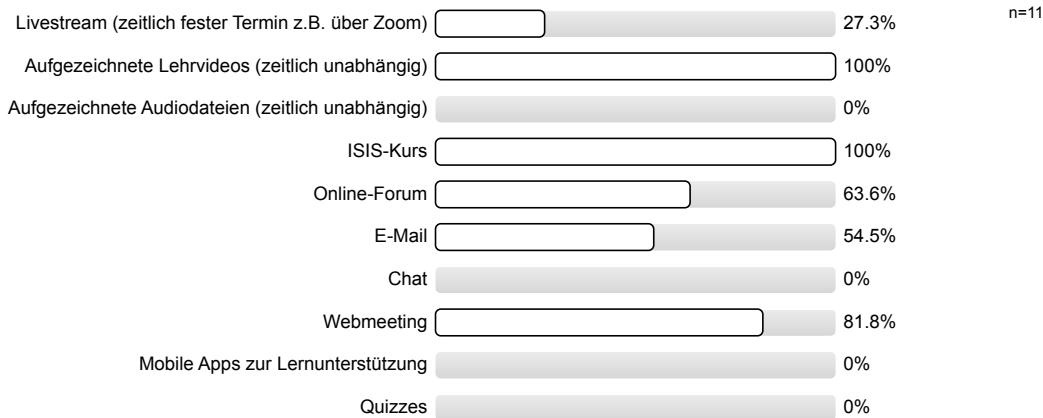 Livestream (zeitlich fester Termin z.B. über Zoom) 27.3% n=11
Aufgezeichnete Lehrvideos (zeitlich unabhängig) 100%
Aufgezeichnete Audiodateien (zeitlich unabhängig) 0%
ISIS-Kurs 100%
Online-Forum 63.6%
E-Mail 54.5%
Chat 0%
Webmeeting 81.8%
Mobile Apps zur Lernunterstützung 0%
Quizzes 0%